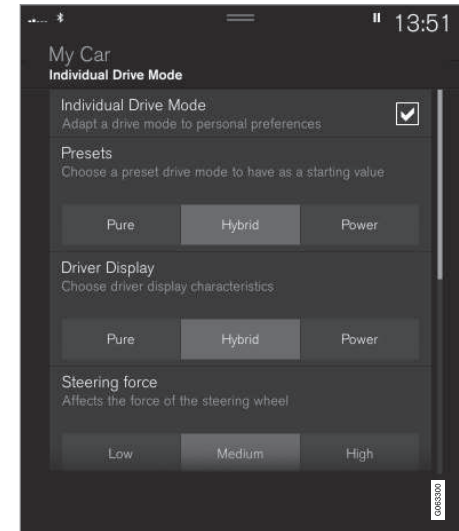 13:51
My Car
Individual Drive Mode
Individual Drive Mode
Adapt a drive mode to personal preferences
Presets
Choose a preset drive mode to have as a starting value
Pure Hybrid Power
Driver Display
Choose driver display characteristics
Pure Hybrid Power
Steering force
Affects the force of the steering wheel
Low Medium High
G063300